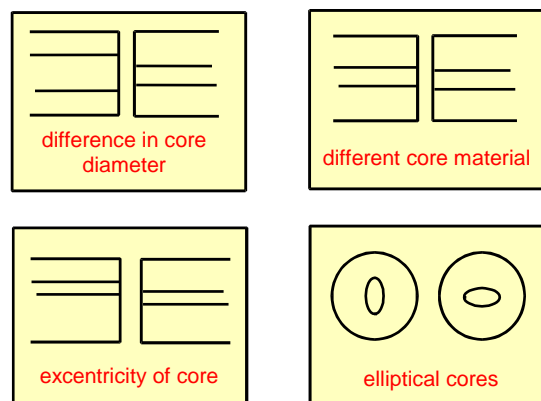 difference in core
diameter
different core material
excentricity of core
elliptical cores